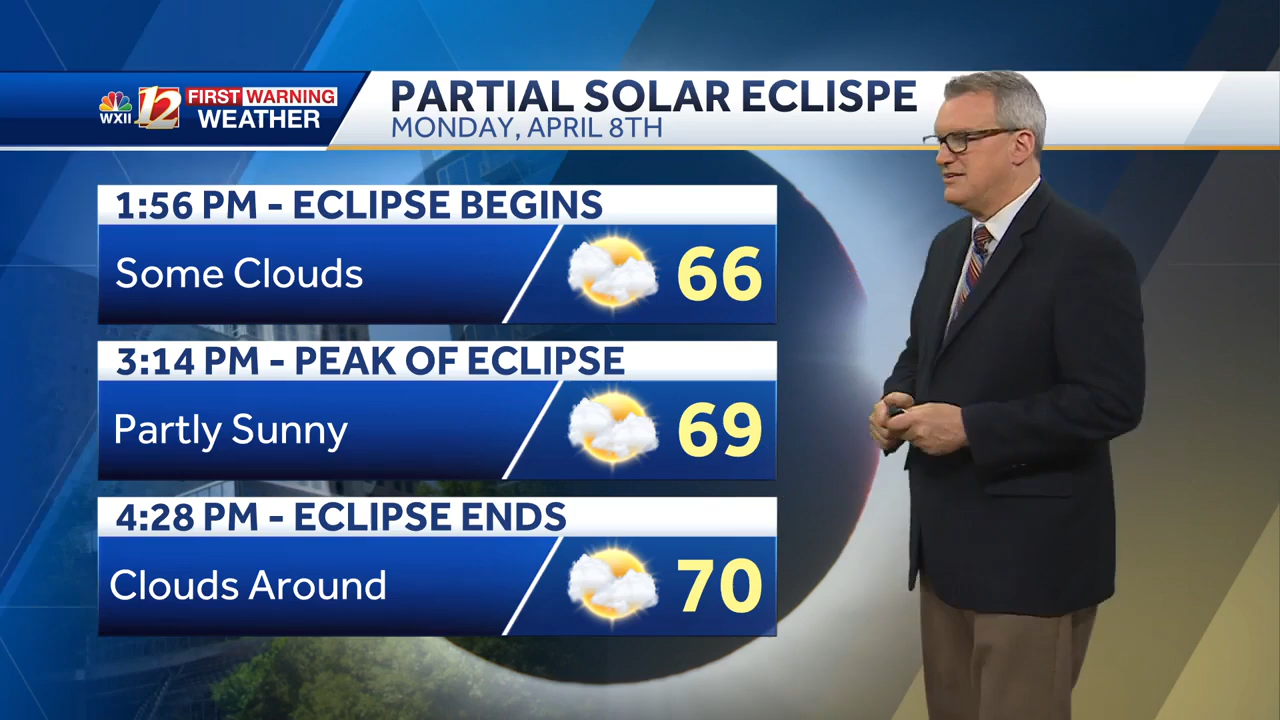 WXII 12 FIRST WARNING
WEATHER
PARTIAL SOLAR ECLISPE
MONDAY, APRIL 8TH
1:56 PM - ECLIPSE BEGINS
Some Clouds 66
3:14 PM - PEAK OF ECLIPSE
Partly Sunny 69
4:28 PM - ECLIPSE ENDS
Clouds Around 70